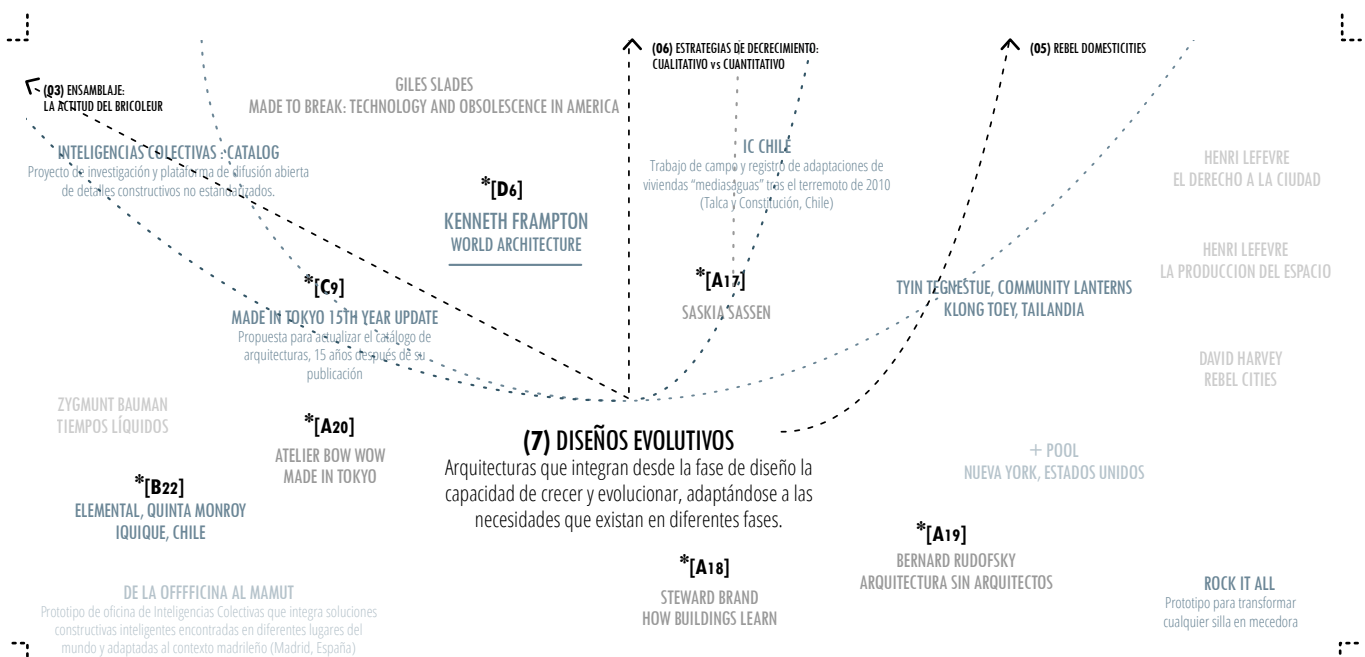 (03) ENSAMBLAJE:
LA ACTITUD DEL BRICOLEUR
GILES SLADES
MADE TO BREAK: TECHNOLOGY AND OBSOLESCENCE IN AMERICA
(06) ESTRATEGIAS DE DECRECIMIENTO:
CUALITATIVO vs CUANTITATIVO
(05) REBEL DOMESTICITIES
INTELIGENCIAS COLECTIVAS : CATALOG
Proyecto de investigación y plataforma de difusión abierta
de detalles constructivos no estandarizados.
*[D6]
KENNETH FRAMPTON
WORLD ARCHITECTURE
IC CHILE
Trabajo de campo y registro de adaptaciones de
viviendas “mediasaguas” tras el terremoto de 2010
(Talca y Constitución, Chile)
HENRI LEFEVRE
EL DERECHO A LA CIUDAD
HENRI LEFEVRE
LA PRODUCCION DEL ESPACIO
*[C9]
MADE IN TOKYO 15TH YEAR UPDATE
Propuesta para actualizar el catálogo de
arquitecturas, 15 años después de su
publicación
*[A17]
SASKIA SASSEN
TYIN TEGNESTUE, COMMUNITY LANTERNS
KLONG TOEY, TAILANDIA
DAVID HARVEY
REBEL CITIES
ZYGMUNT BAUMAN
TIEMPOS LÍQUIDOS
*[A20]
ATELIER BOW WOW
MADE IN TOKYO
(7) DISEÑOS EVOLUTIVOS
Arquitecturas que integran desde la fase de diseño la
capacidad de crecer y evolucionar, adaptándose a las
necesidades que existan en diferentes fases.
+ POOL
NUEVA YORK, ESTADOS UNIDOS
*[B22]
ELEMENTAL, QUINTA MONROY
IQUIQUE, CHILE
*[A18]
STEWARD BRAND
HOW BUILDINGS LEARN
*[A19]
BERNARD RUDOFSKY
ARQUITECTURA SIN ARQUITECTOS
DE LA OFFFFICINA AL MAMUT
Prototipo de oficina de Inteligencias Colectivas que integra soluciones
constructivas inteligentes encontradas en diferentes lugares del
mundo y adaptadas al contexto madrileño (Madrid, España)
ROCK IT ALL
Prototipo para transformar
cualquier silla en mecedora